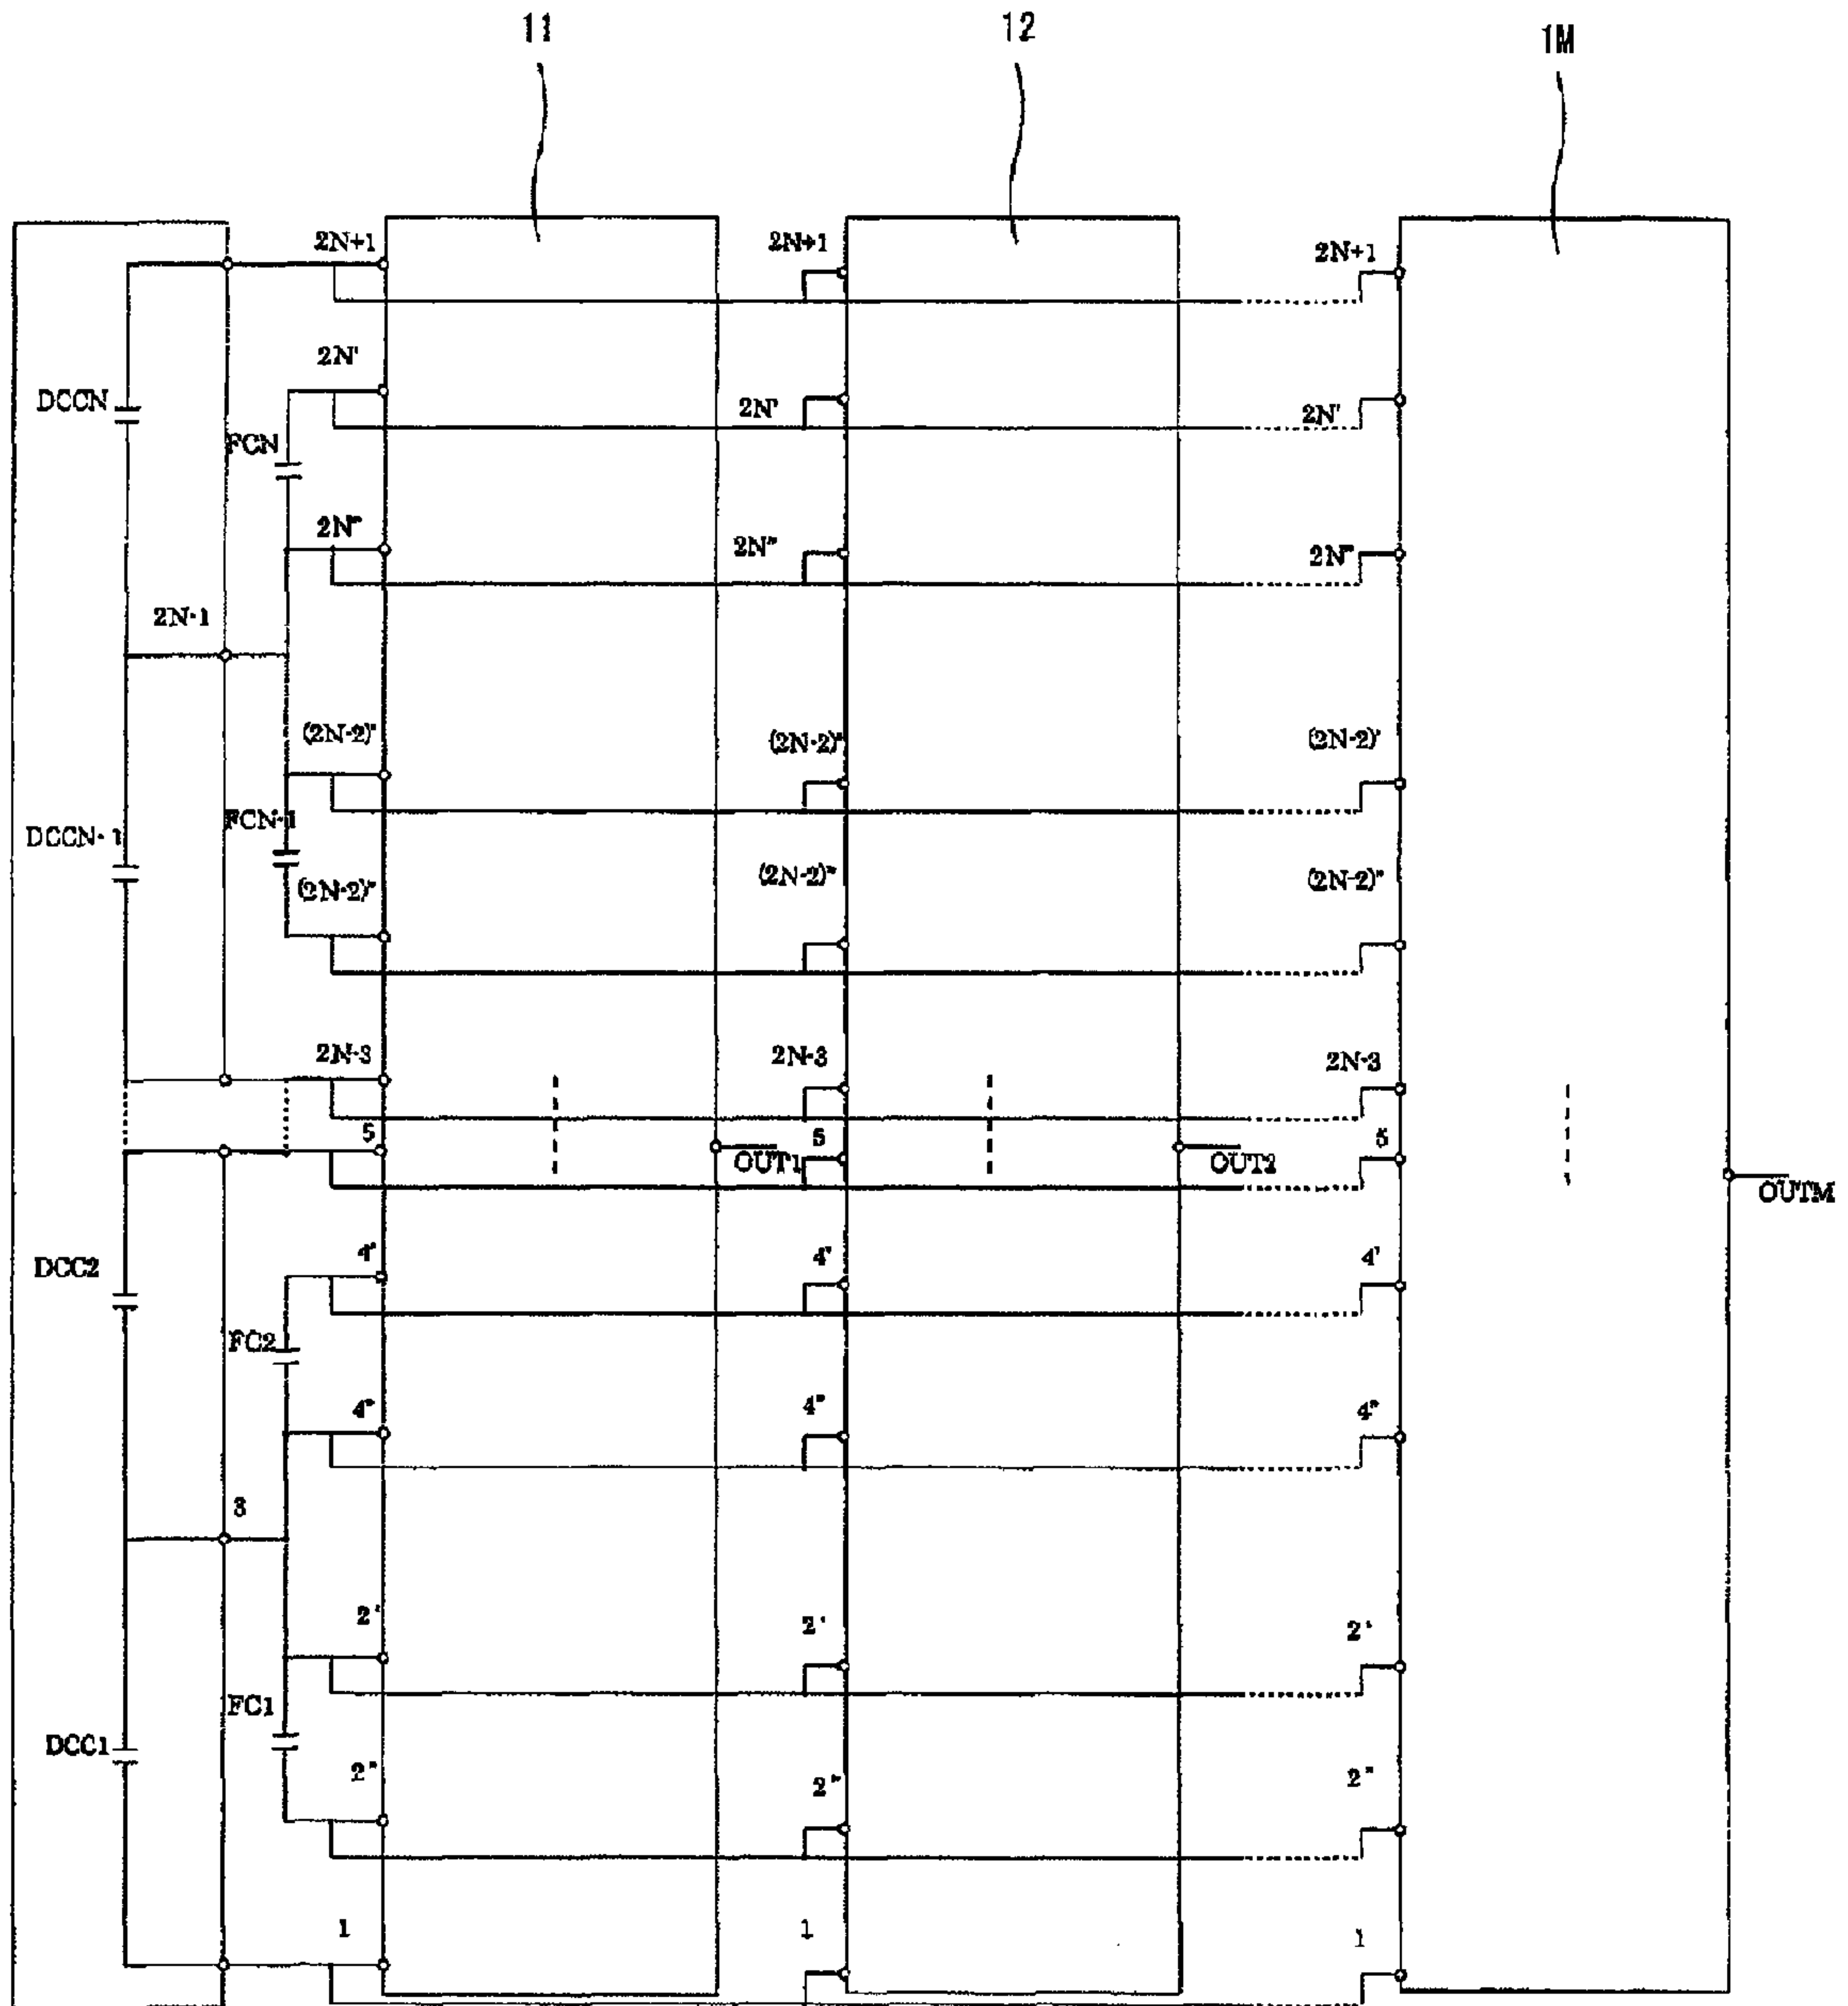 11 12 1M
2N+1 2N+1 2N+1
2N'
DCCN 2N' 2N'
FCN
2N" 2N" 2N"
2N-1
(2N-2)' (2N-2)' (2N-2)'
DCCN-1 FCN-1
(2N-2)" (2N-2)" (2N-2)"
2N-3 2N-3 2N-3
5 5 5
OUT1 OUT2 OUTM
DCC2 4' 4' 4'
FC2
4" 4" 4"
3
2' 2' 2'
FC1
DCC1 2" 2" 2"
1 1 1